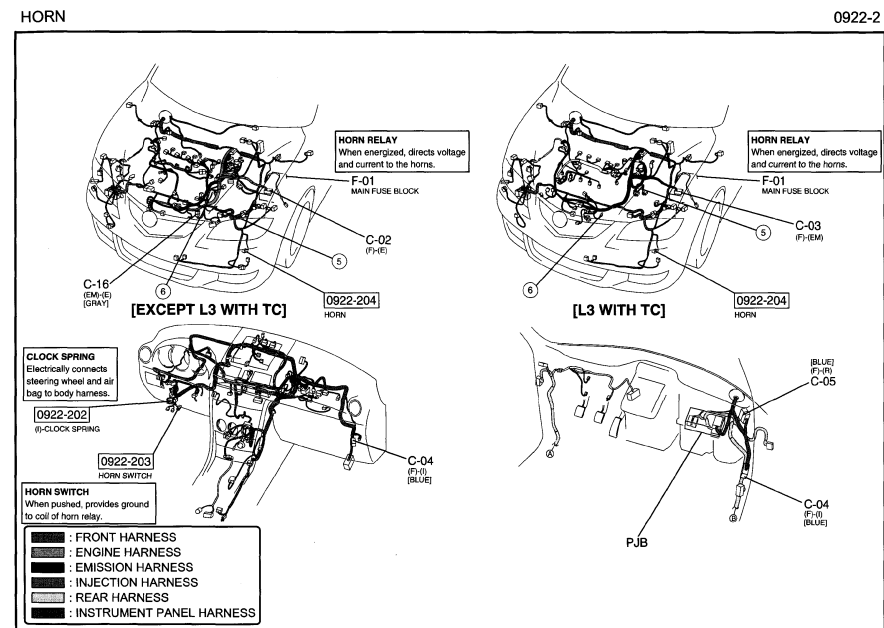 HORN
0922-2
HORN RELAY
When energized, directs voltage
and current to the horns.
F-01
MAIN FUSE BLOCK
C-02
(F)-(E)
5
C-16
(EM)-(E)
[GRAY]
6
[EXCEPT L3 WITH TC]
0922-204
HORN
HORN RELAY
When energized, directs voltage
and current to the horns.
F-01
MAIN FUSE BLOCK
C-03
(F)-(EM)
5
6
[L3 WITH TC]
0922-204
HORN
CLOCK SPRING
Electrically connects
steering wheel and air
bag to body harness.
0922-202
(I)-CLOCK SPRING
0922-203
HORN SWITCH
HORN SWITCH
When pushed, provides ground
to coil of horn relay.
C-04
(F)-(I)
[BLUE]
[BLUE]
(F)-(R)
C-05
A
B
C-04
(F)-(I)
[BLUE]
PJB
: FRONT HARNESS
: ENGINE HARNESS
: EMISSION HARNESS
: INJECTION HARNESS
: REAR HARNESS
: INSTRUMENT PANEL HARNESS